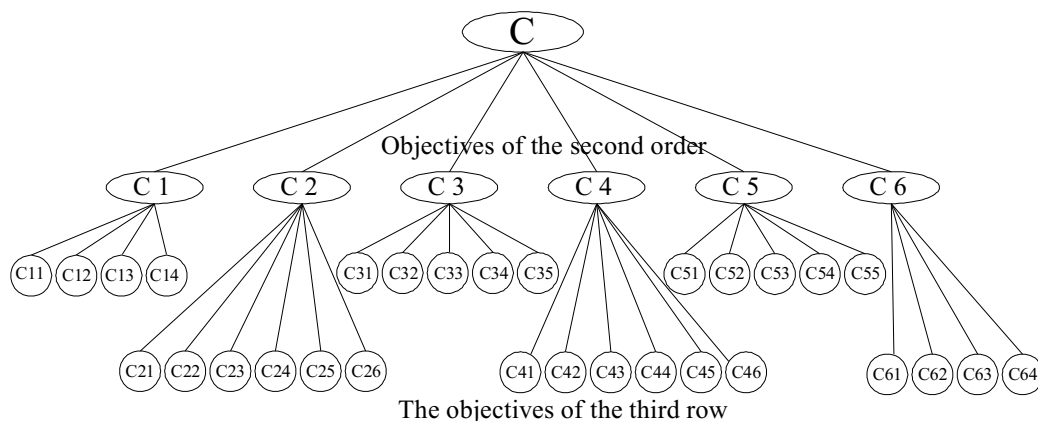 C
Objectives of the second order
C 1 C 2 C 3 C 4 C 5 C 6
C11 C12 C13 C14 C31 C32 C33 C34 C35 C51 C52 C53 C54 C55
C21 C22 C23 C24 C25 C26 C41 C42 C43 C44 C45 C46 C61 C62 C63 C64
The objectives of the third row